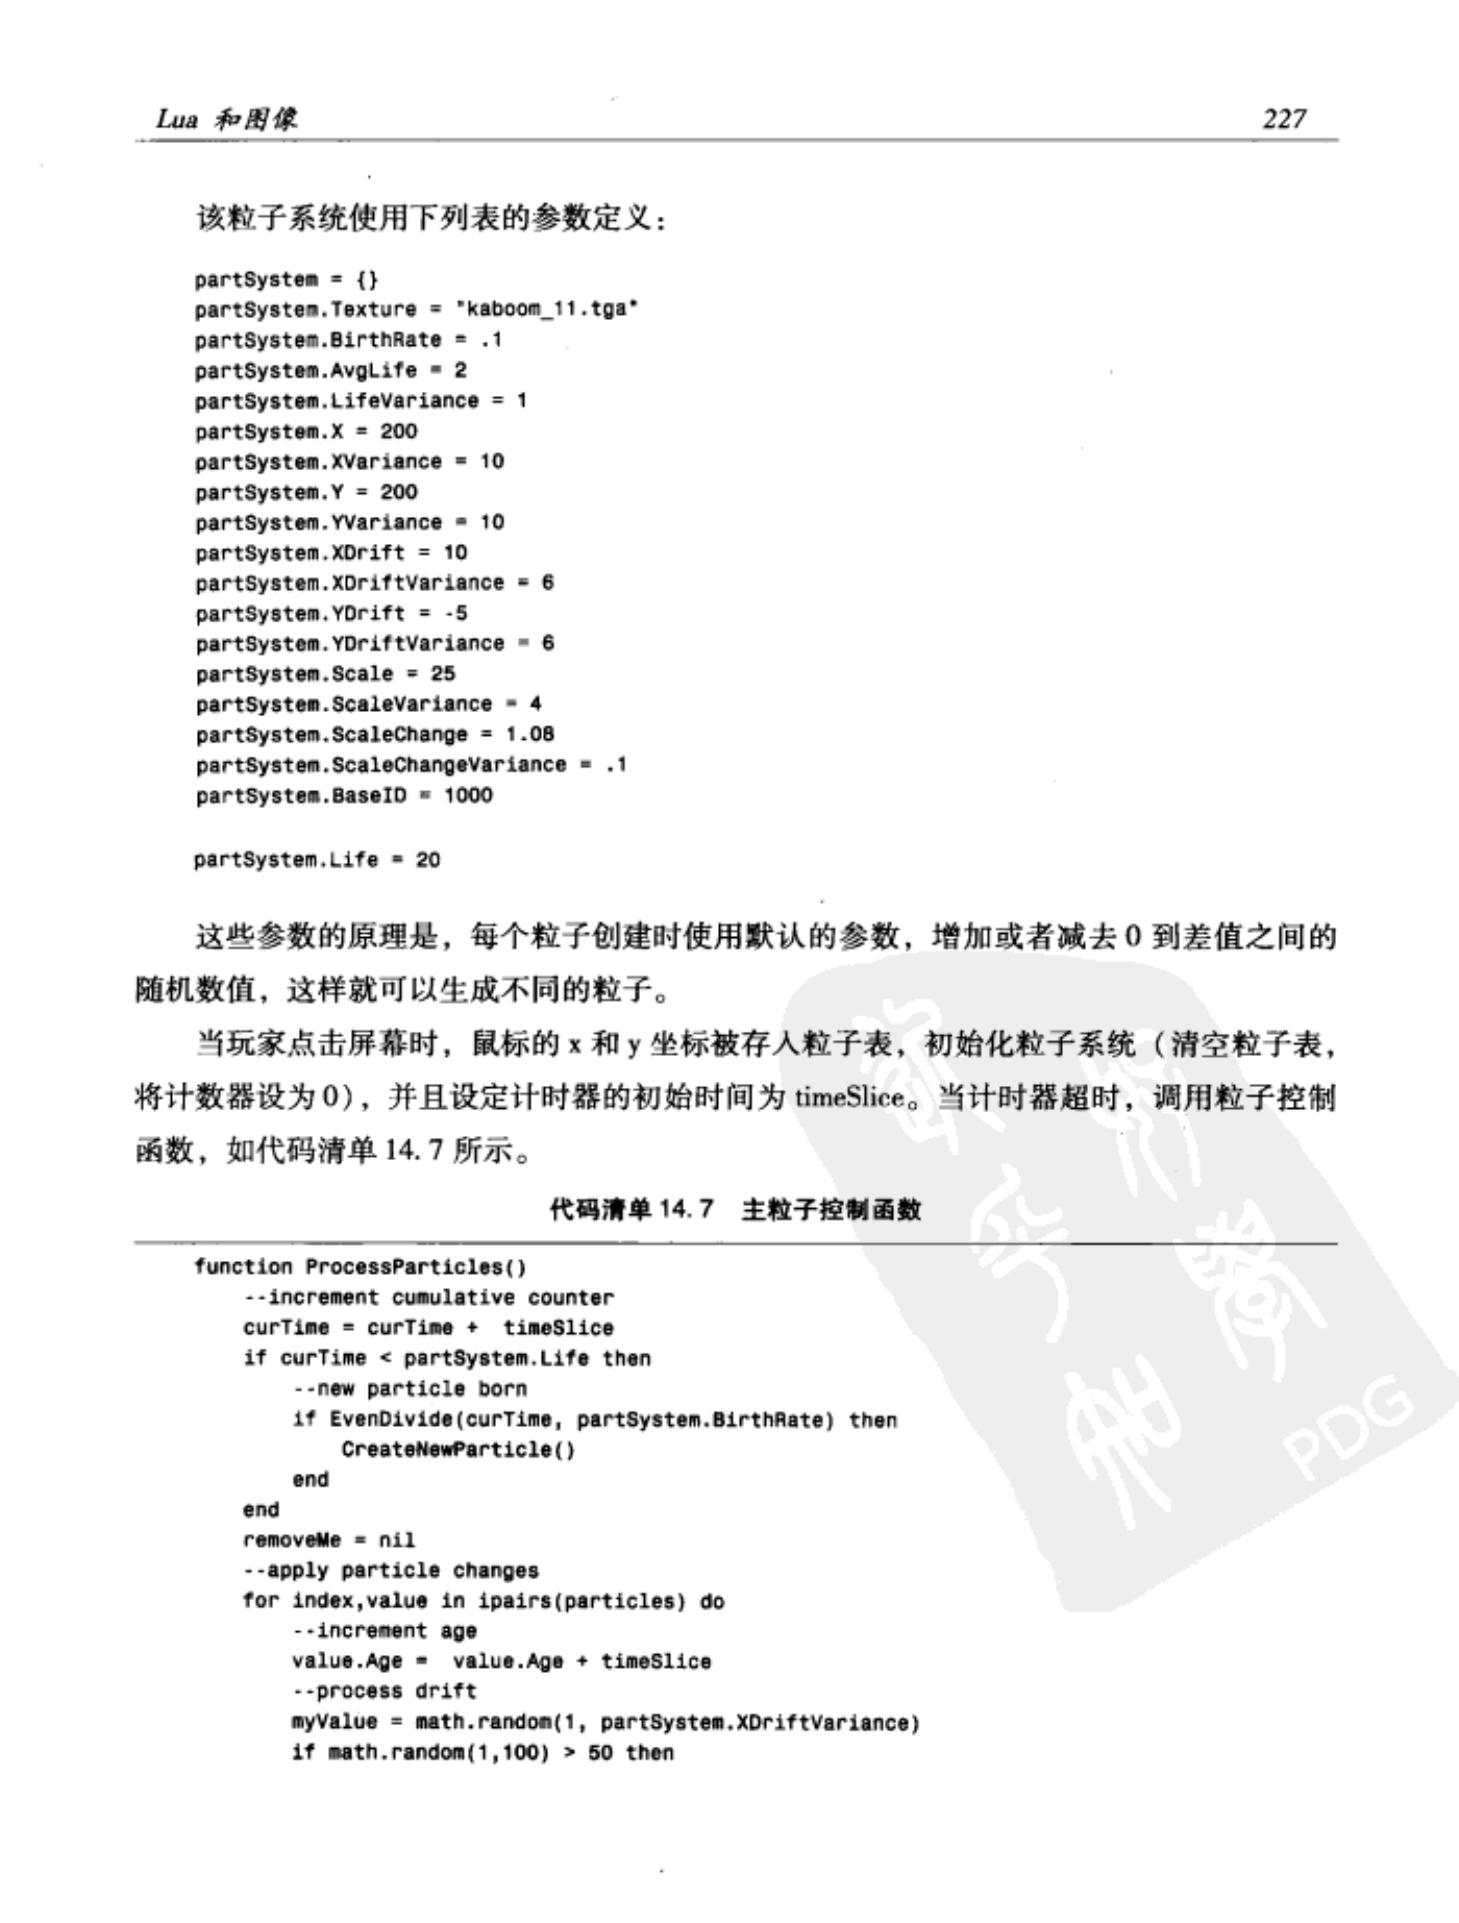 Lua 和图像
227
该粒子系统使用下列表的参数定义：
partSystem = {}
partSystem.Texture = "kaboom_11.tga"
partSystem.BirthRate = .1
partSystem.AvgLife = 2
partSystem.LifeVariance = 1
partSystem.X = 200
partSystem.XVariance = 10
partSystem.Y = 200
partSystem.YVariance = 10
partSystem.XDrift = 10
partSystem.XDriftVariance = 6
partSystem.YDrift = -5
partSystem.YDriftVariance = 6
partSystem.Scale = 25
partSystem.ScaleVariance = 4
partSystem.ScaleChange = 1.08
partSystem.ScaleChangeVariance = .1
partSystem.BaseID = 1000
partSystem.Life = 20
这些参数的原理是，每个粒子创建时使用默认的参数，增加或者减去 0 到差值之间的
随机数值，这样就可以生成不同的粒子。
当玩家点击屏幕时，鼠标的 x 和 y 坐标被存入粒子表，初始化粒子系统（清空粒子表，
将计数器设为 0），并且设定计时器的初始时间为 timeSlice。当计时器超时，调用粒子控制
函数，如代码清单 14.7 所示。
代码清单 14.7 主粒子控制函数
function ProcessParticles()
--increment cumulative counter
curTime = curTime + timeSlice
if curTime < partSystem.Life then
--new particle born
if EvenDivide(curTime, partSystem.BirthRate) then
CreateNewParticle()
end
end
removeMe = nil
--apply particle changes
for index,value in ipairs(particles) do
--increment age
value.Age = value.Age + timeSlice
--process drift
myValue = math.random(1, partSystem.XDriftVariance)
if math.random(1,100) > 50 then
PDG